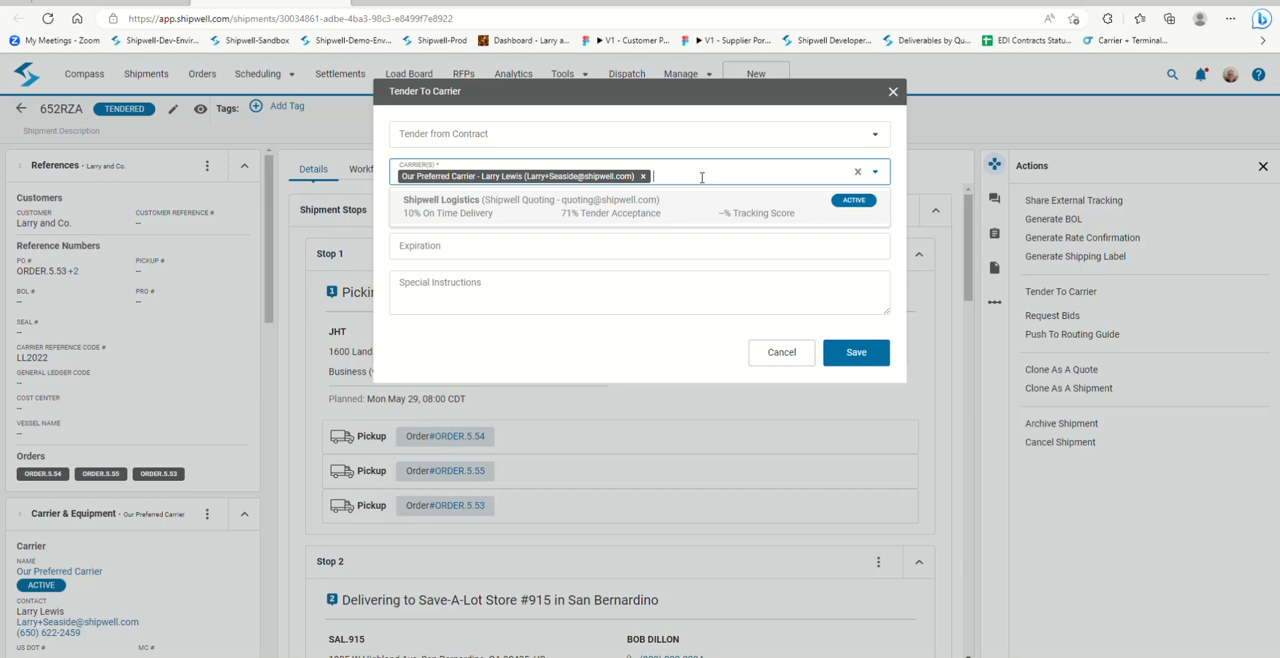 https://app.shipwell.com/shipments/30034861-adbe-4ba3-98c3-e8499f7e8922
My Meetings - Zoom
Shipwell-Dev-Envir...
Shipwell-Sandbox
Shipwell-Demo-Env...
Shipwell-Prod
Dashboard - Larry a...
V1 - Customer P...
V1 - Supplier Por...
Shipwell Developer...
Deliverables by Qu...
EDI Contracts Statu...
Carrier + Terminal...
Compass
Shipments
Orders
Scheduling
Settlements
Load Board
RFPs
Analytics
Tools
Dispatch
Manage
New
652RZA
TENDERED
Tags:
Add Tag
Shipment Description
References - Larry and Co.
Customers
CUSTOMER
CUSTOMER REFERENCE #
Larry and Co.
--
Reference Numbers
PO #
PICKUP #
ORDER.5.53 +2
--
BOL #
PRO #
--
--
SEAL #
--
CARRIER REFERENCE CODE #
LL2022
GENERAL LEDGER CODE
--
COST CENTER
--
VESSEL NAME
--
Orders
ORDER.5.54
ORDER.5.55
ORDER.5.53
Carrier & Equipment - Our Preferred Carrier
Carrier
NAME
Our Preferred Carrier
ACTIVE
CONTACT
Larry Lewis
Larry+Seaside@shipwell.com
(650) 622-2459
US DOT #
MC #
Details
Workf
Shipment Stops
Stop 1
1 Pickin
JHT
1600 Land
Business (
Planned: Mon May 29, 08:00 CDT
Pickup
Order#ORDER.5.54
Pickup
Order#ORDER.5.55
Pickup
Order#ORDER.5.53
Stop 2
2 Delivering to Save-A-Lot Store #915 in San Bernardino
SAL.915
BOB DILLON
Tender To Carrier
Tender from Contract
CARRIER(S) *
Our Preferred Carrier - Larry Lewis (Larry+Seaside@shipwell.com) ×
Shipwell Logistics (Shipwell Quoting - quoting@shipwell.com)
ACTIVE
10% On Time Delivery
71% Tender Acceptance
--% Tracking Score
Expiration
Special Instructions
Cancel
Save
Actions
Share External Tracking
Generate BOL
Generate Rate Confirmation
Generate Shipping Label
Tender To Carrier
Request Bids
Push To Routing Guide
Clone As A Quote
Clone As A Shipment
Archive Shipment
Cancel Shipment